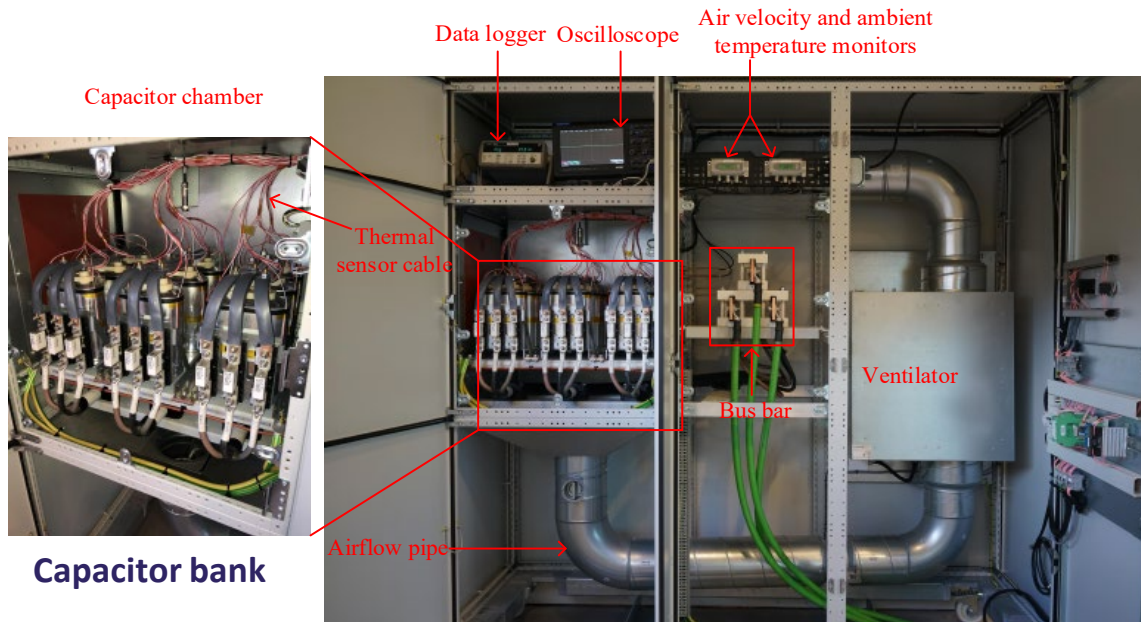 Data logger
Oscilloscope
Air velocity and ambient
temperature monitors
Capacitor chamber
Thermal
sensor cable
Ventilator
Bus bar
Airflow pipe
Capacitor bank